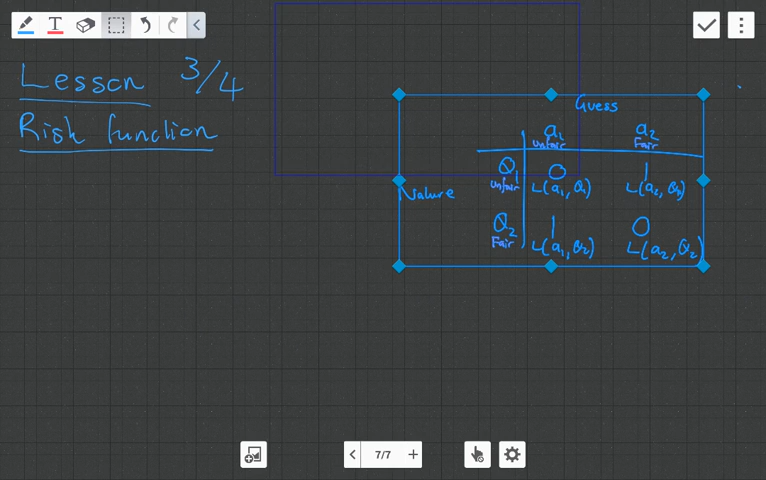 Lesson 3/4
Risk function
Guess
a₁ a₂
unfair Fair
Nature
θ₁ 0 1
unfair L(a₁, θ₁) L(a₂, θ₁)
θ₂ 1 0
Fair L(a₁, θ₂) L(a₂, θ₂)
7/7